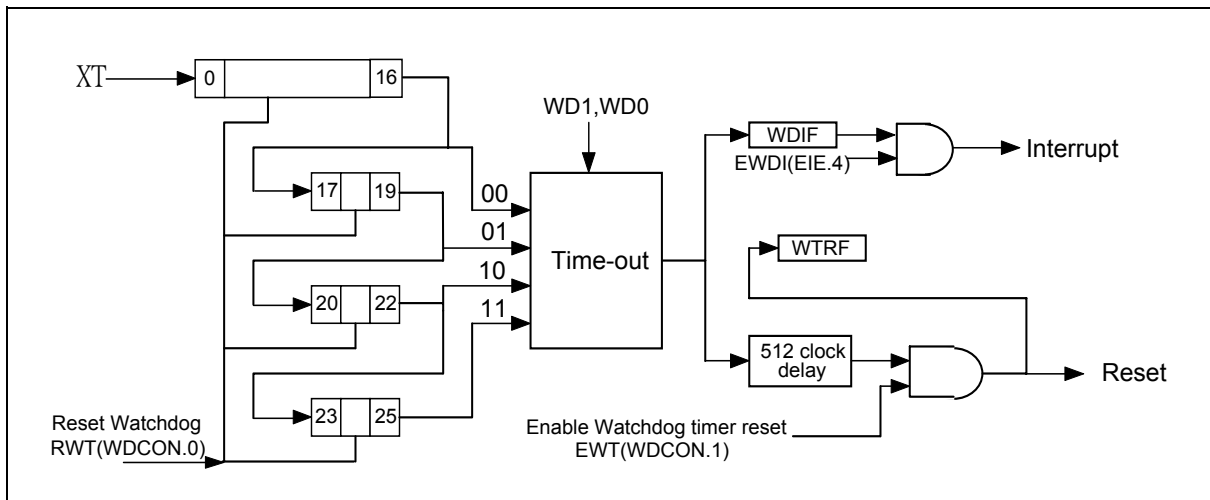 XT
0
16
WD1,WD0
WDIF
EWDI(EIE.4)
Interrupt
17
19
00
01
Time-out
WTRF
10
20
22
11
512 clock
delay
Reset
23
25
Reset Watchdog
RWT(WDCON.0)
Enable Watchdog timer reset
EWT(WDCON.1)